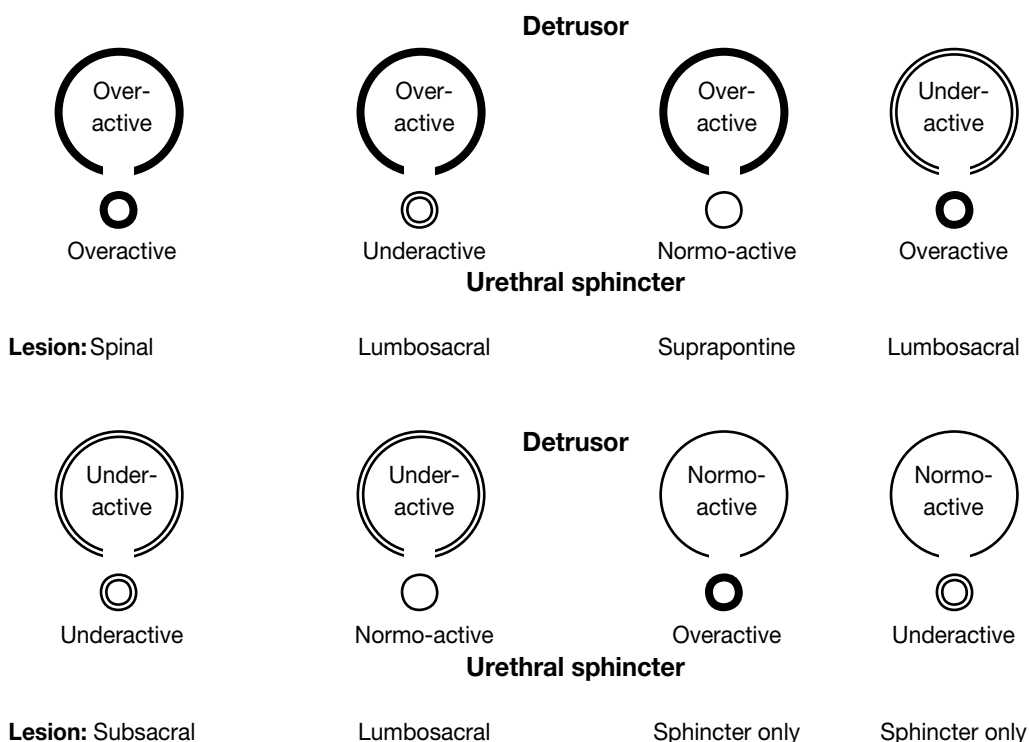 Detrusor
Over-
active
Over-
active
Over-
active
Under-
active
Overactive
Underactive
Normo-active
Overactive
Urethral sphincter
Lesion: Spinal
Lumbosacral
Suprapontine
Lumbosacral
Detrusor
Under-
active
Under-
active
Normo-
active
Normo-
active
Underactive
Normo-active
Overactive
Underactive
Urethral sphincter
Lesion: Subsacral
Lumbosacral
Sphincter only
Sphincter only